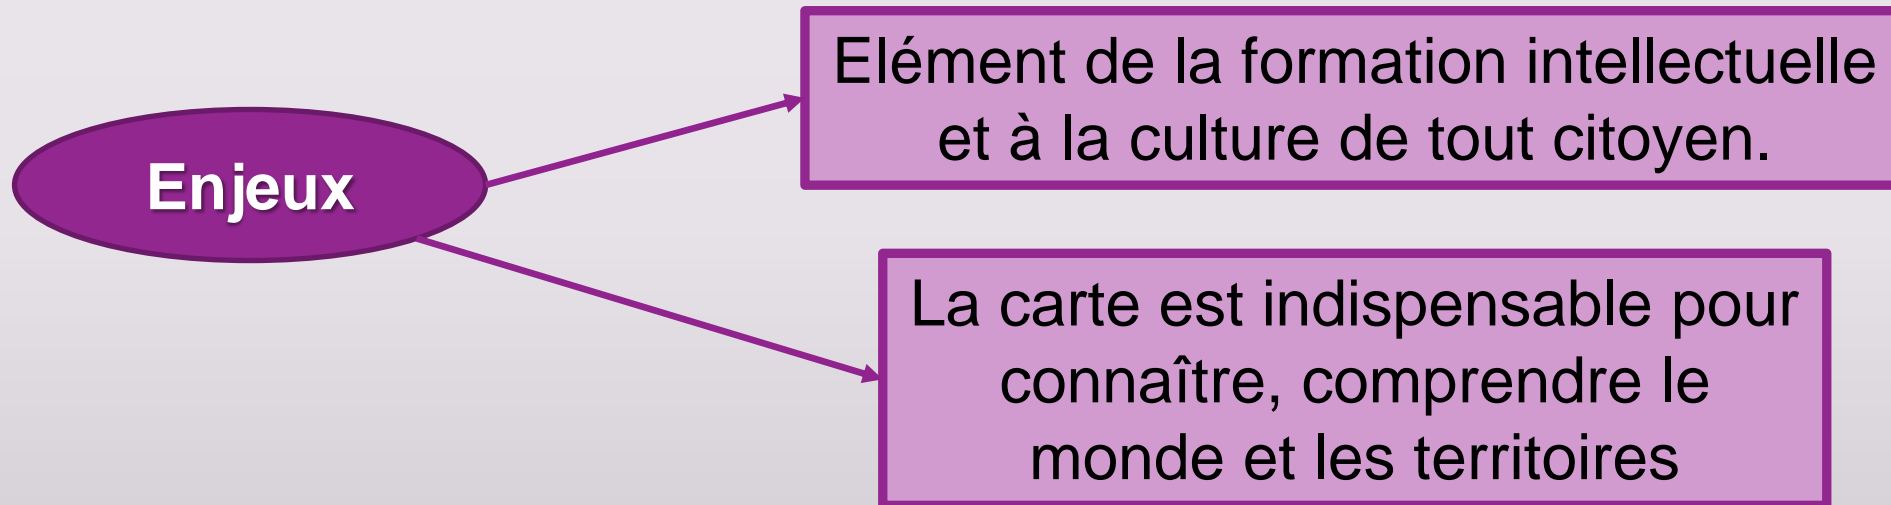 Elément de la formation intellectuelle
et à la culture de tout citoyen.
Enjeux
La carte est indispensable pour
connaître, comprendre le
monde et les territoires